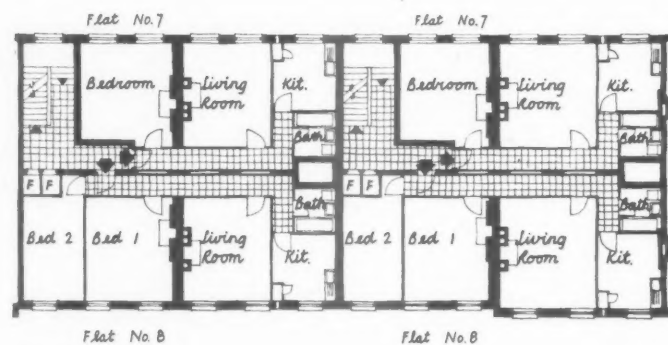 Flat No. 7 Flat No. 7
Bedroom Living Room Kit. Bedroom Living Room Kit.
Bath Bath
F F F F
Bath Bath
Bed 2 Bed 1 Living Room Kit. Bed 2 Bed 1 Living Room Kit.
Flat No. 8 Flat No. 8